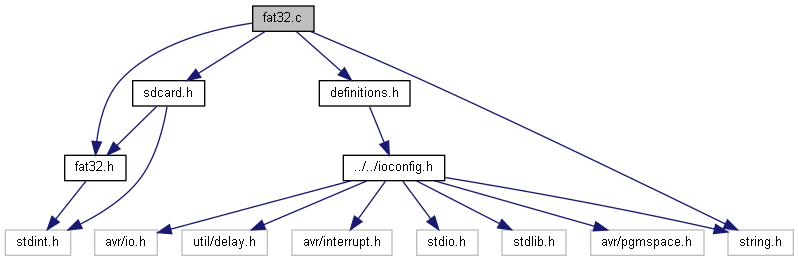 fat32.c
sdcard.h
definitions.h
fat32.h
../../ioconfig.h
stdint.h
avr/io.h
util/delay.h
avr/interrupt.h
stdio.h
stdlib.h
avr/pgmspace.h
string.h